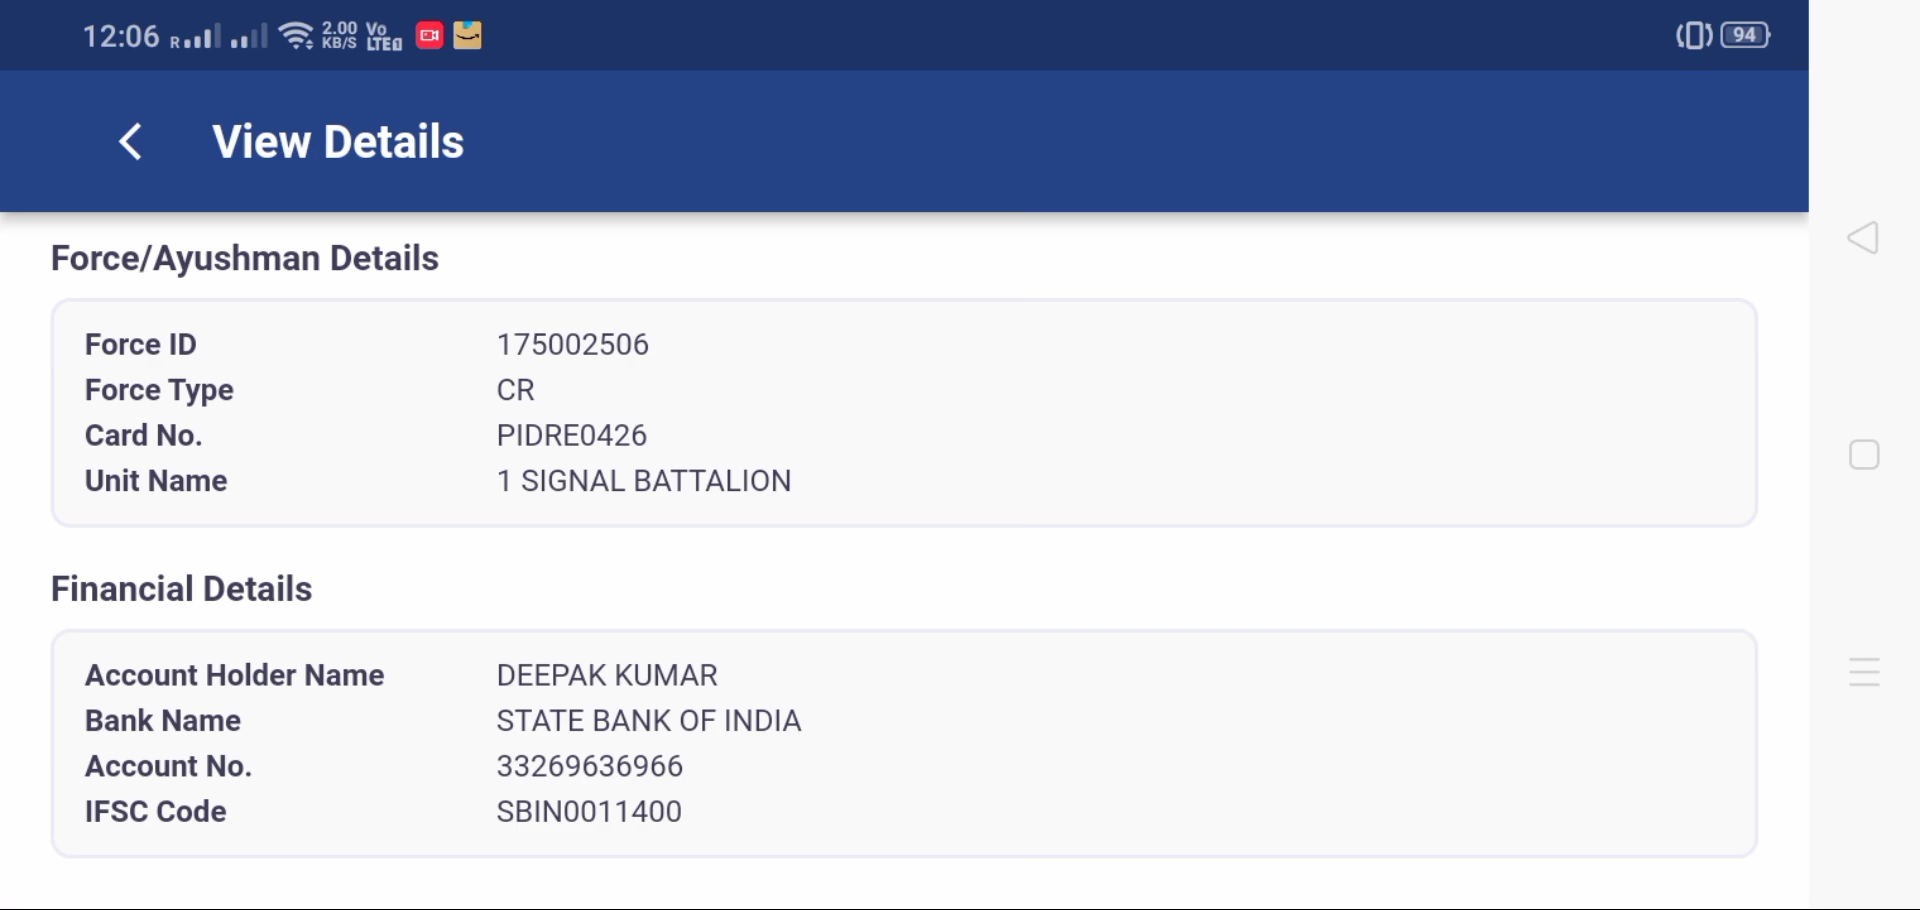 12:06 R 2.00 KB/S Vo LTE 94
View Details
Force/Ayushman Details
Force ID 175002506
Force Type CR
Card No. PIDRE0426
Unit Name 1 SIGNAL BATTALION
Financial Details
Account Holder Name DEEPAK KUMAR
Bank Name STATE BANK OF INDIA
Account No. 33269636966
IFSC Code SBIN0011400